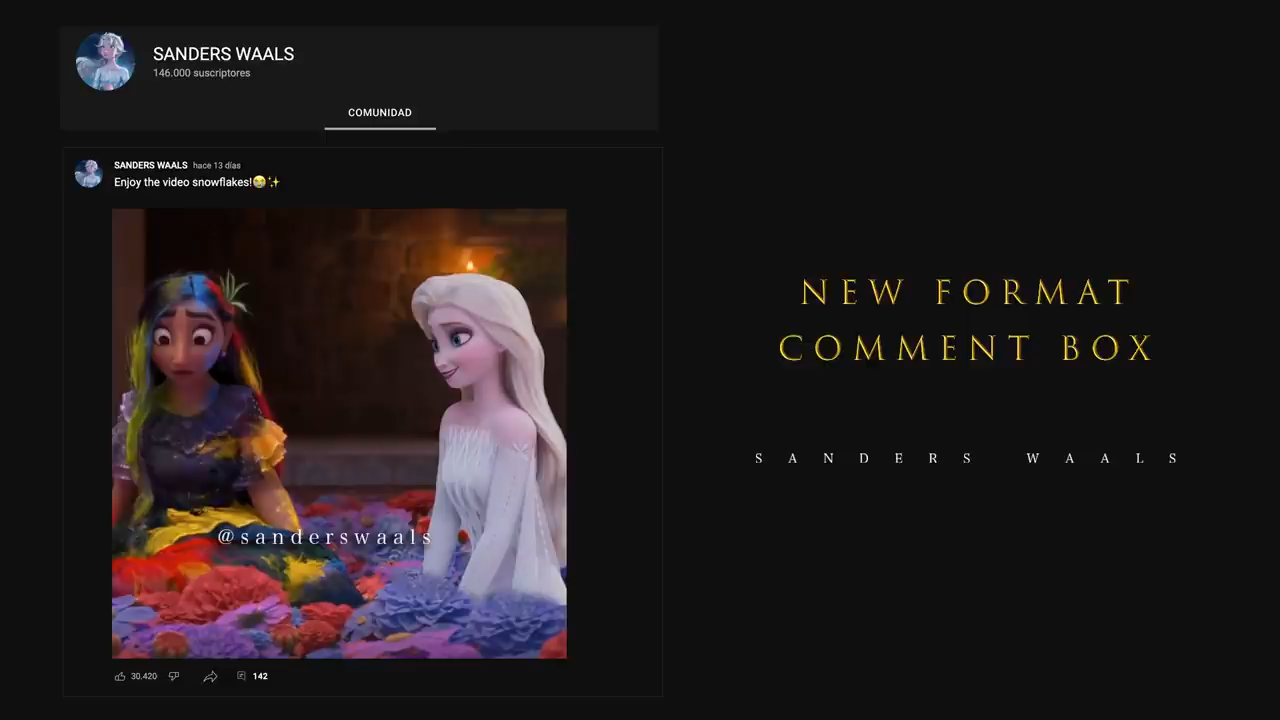 SANDERS WAALS
146.000 suscriptores
COMUNIDAD
SANDERS WAALS hace 13 días
Enjoy the video snowflakes!😭✨
@sanderswaals
30.420 142
NEW FORMAT
COMMENT BOX
SANDERS WAALS